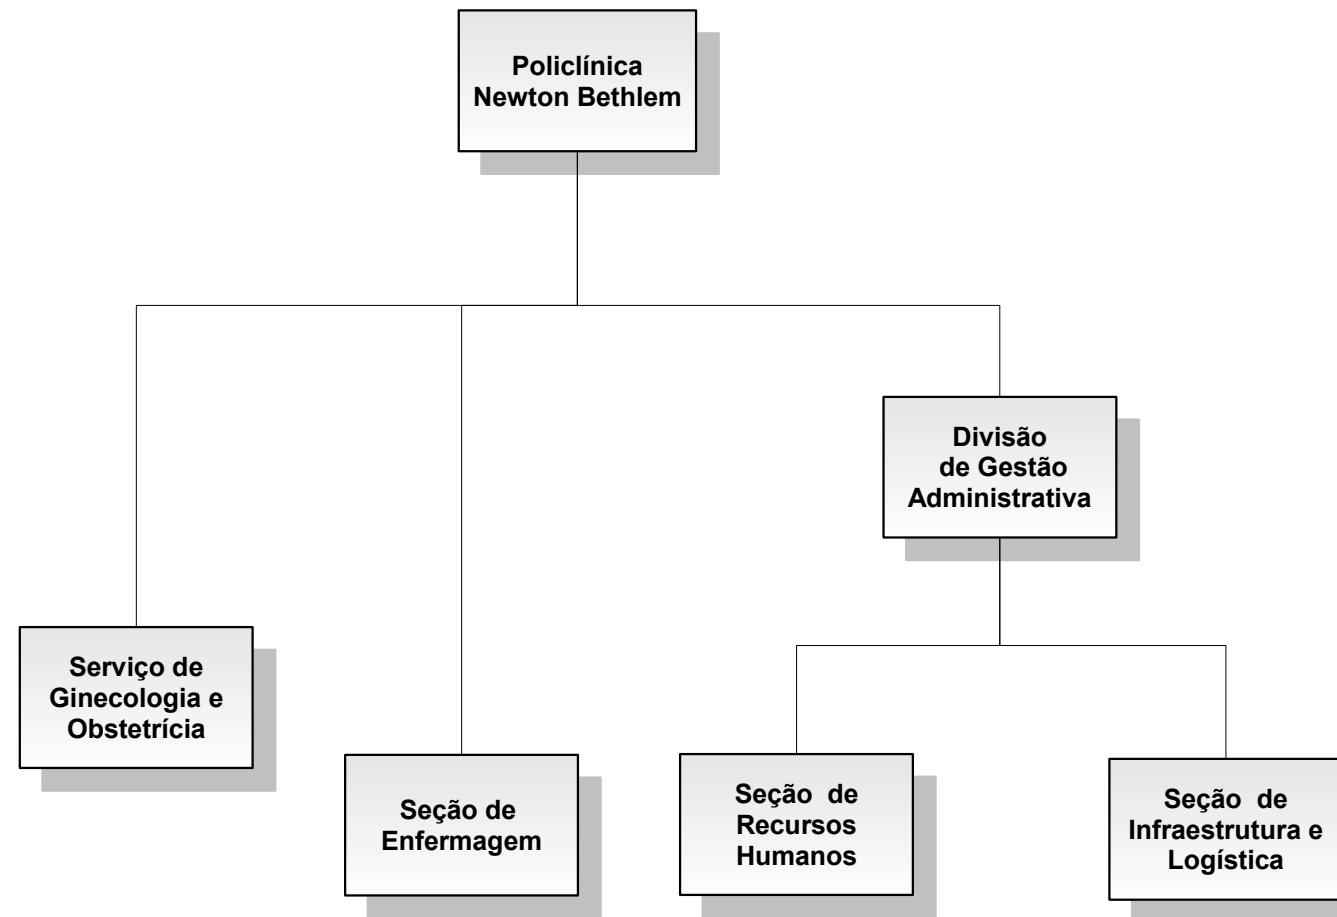 Policlínica
Newton Bethlem
Divisão
de Gestão
Administrativa
Serviço de
Ginecologia e
Obstetrícia
Seção de
Enfermagem
Seção de
Recursos
Humanos
Seção de
Infraestrutura e
Logística